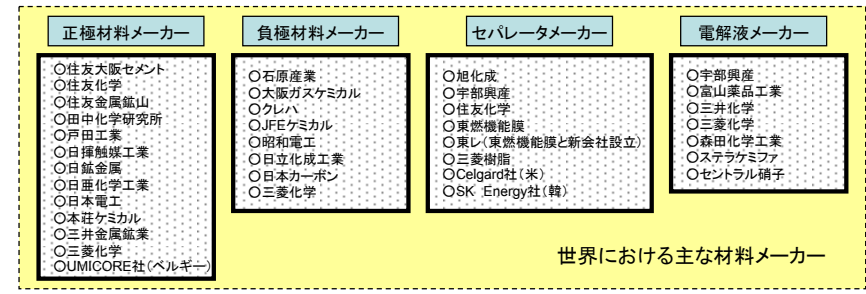 正極材料メーカー
○住友大阪セメント
○住友化学
○住友金属鉱山
○田中化学研究所
○戸田工業
○日揮触媒工業
○日鉱金属
○日亜化学工業
○日本電工
○本荘ケミカル
○三井金属鉱業
○三菱化学
○UMICORE社(ベルギー)
負極材料メーカー
○石原産業
○大阪ガスケミカル
○クレハ
○JFEケミカル
○昭和電工
○日立化成工業
○日本カーボン
○三菱化学
セパレータメーカー
○旭化成
○宇部興産
○住友化学
○東燃機能膜
○東レ(東燃機能膜と新会社設立)
○三菱樹脂
○Celgard社(米)
○SK Energy社(韓)
電解液メーカー
○宇部興産
○富山薬品工業
○三井化学
○三菱化学
○森田化学工業
○ステラケミファ
○セントラル硝子
世界における主な材料メーカー